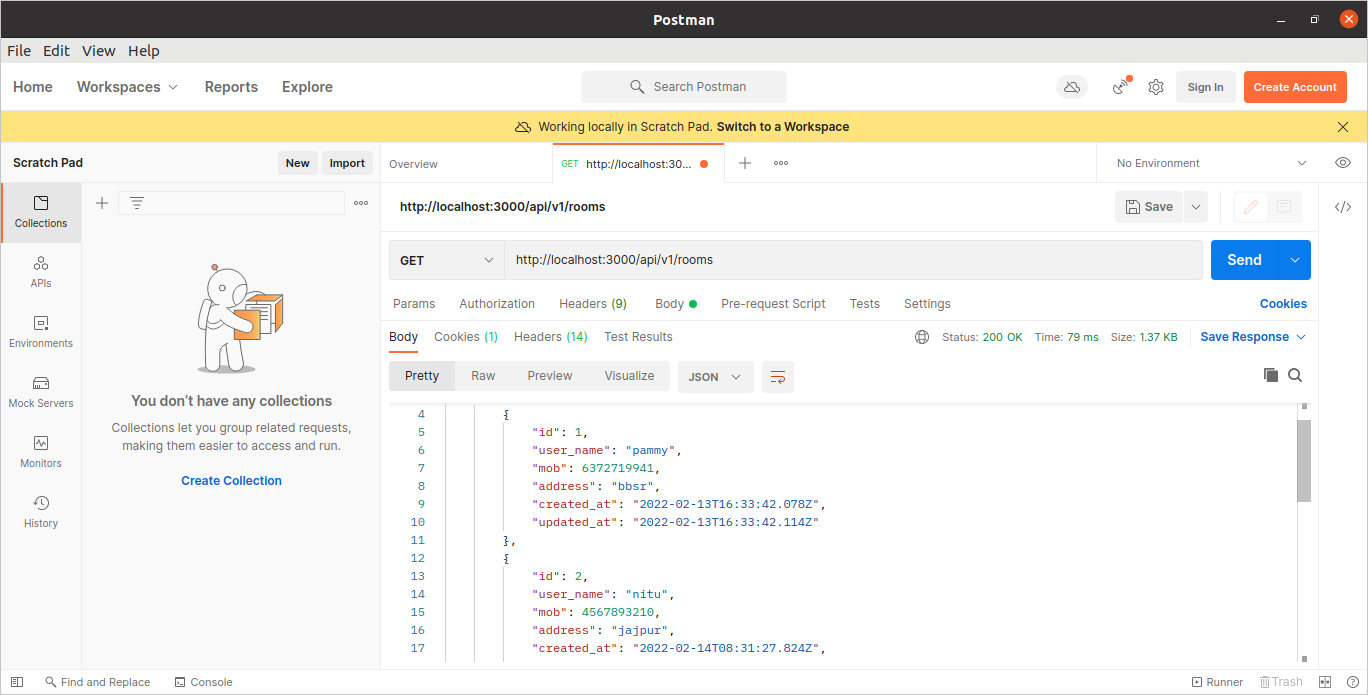 Postman
File Edit View Help
Home Workspaces Reports Explore Search Postman Sign In Create Account
Working locally in Scratch Pad. Switch to a Workspace
Scratch Pad New Import Overview GET http://localhost:30... No Environment
http://localhost:3000/api/v1/rooms Save
Collections
APIs
Environments
Mock Servers
Monitors
History
You don’t have any collections
Collections let you group related requests,
making them easier to access and run.
Create Collection
GET http://localhost:3000/api/v1/rooms Send
Params Authorization Headers (9) Body Pre-request Script Tests Settings Cookies
Body Cookies (1) Headers (14) Test Results Status: 200 OK Time: 79 ms Size: 1.37 KB Save Response
Pretty Raw Preview Visualize JSON
4 {
5 "id": 1,
6 "user_name": "pammy",
7 "mob": 6372719941,
8 "address": "bbsr",
9 "created_at": "2022-02-13T16:33:42.078Z",
10 "updated_at": "2022-02-13T16:33:42.114Z"
11 },
12 {
13 "id": 2,
14 "user_name": "nitu",
15 "mob": 4567893210,
16 "address": "jajpur",
17 "created_at": "2022-02-14T08:31:27.824Z",
Find and Replace Console Runner Trash